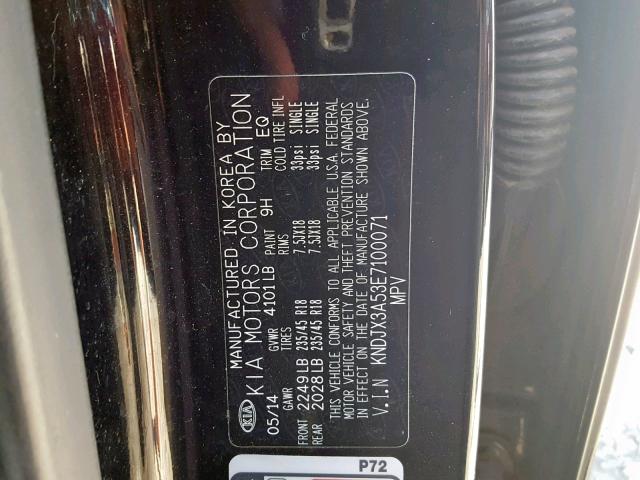 MANUFACTURED IN KOREA BY
KIA KIA MOTORS CORPORATION
05/14 GVWR 4101 LB PAINT 9H TRIM EQ
GAWR TIRES RIMS COLD TIRE INFL
FRONT 2249LB 235/45 R18 7.5JX18 33psi SINGLE
REAR 2028LB 235/45 R18 7.5JX18 33psi SINGLE
THIS VEHICLE CONFORMS TO ALL APPLICABLE U.S.A. FEDERAL
MOTOR VEHICLE SAFETY AND THEFT PREVENTION STANDARDS
IN EFFECT ON THE DATE OF MANUFACTURE SHOWN ABOVE.
V.I.N KNDJX3A53E7100071
MPV
P72